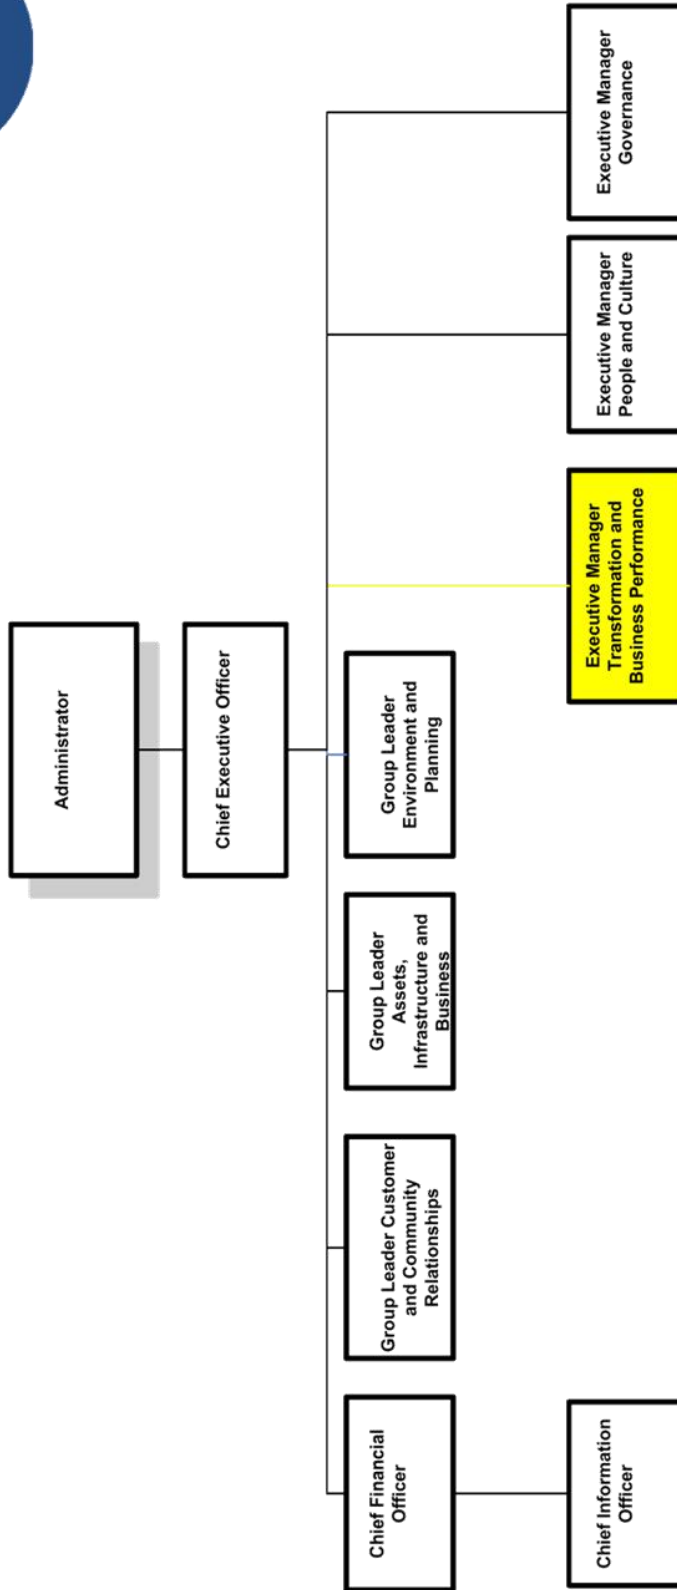 Administrator
Chief Executive Officer
Chief Financial
Officer
Group Leader Customer
and Community
Relationships
Group Leader
Assets,
Infrastructure and
Business
Group Leader
Environment and
Planning
Chief Information
Officer
Executive Manager
Transformation and
Business Performance
Executive Manager
People and Culture
Executive Manager
Governance